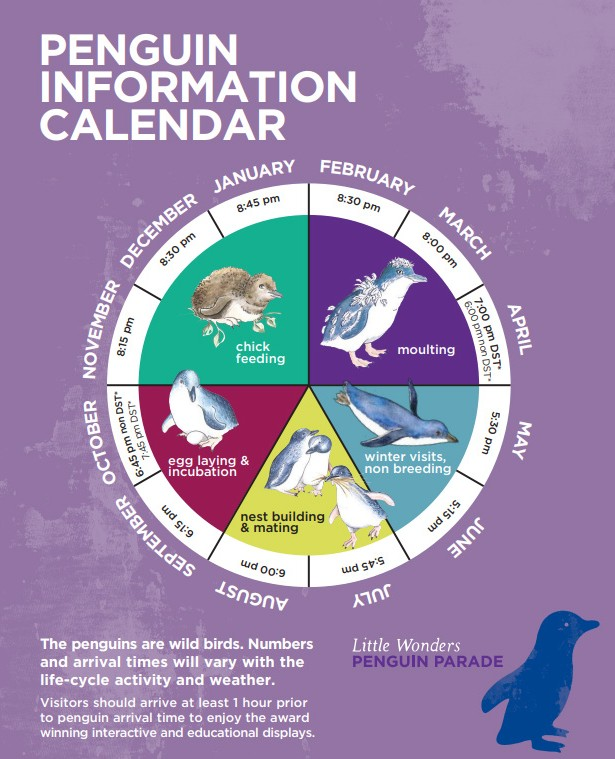 PENGUIN
INFORMATION
CALENDAR
JANUARY
8:45 pm
FEBRUARY
8:30 pm
MARCH
8:00 pm
APRIL
7:00 pm DST*
6:00 pm non DST*
MAY
5:30 pm
JUNE
5:15 pm
JULY
5:45 pm
AUGUST
6:00 pm
SEPTEMBER
6:15 pm
OCTOBER
6:45 pm non DST*
7:45 pm DST*
NOVEMBER
8:15 pm
DECEMBER
8:30 pm
chick
feeding
moulting
winter visits,
non breeding
nest building
& mating
egg laying &
incubation
The penguins are wild birds. Numbers
and arrival times will vary with the
life-cycle activity and weather.
Visitors should arrive at least 1 hour prior
to penguin arrival time to enjoy the award
winning interactive and educational displays.
Little Wonders
PENGUIN PARADE